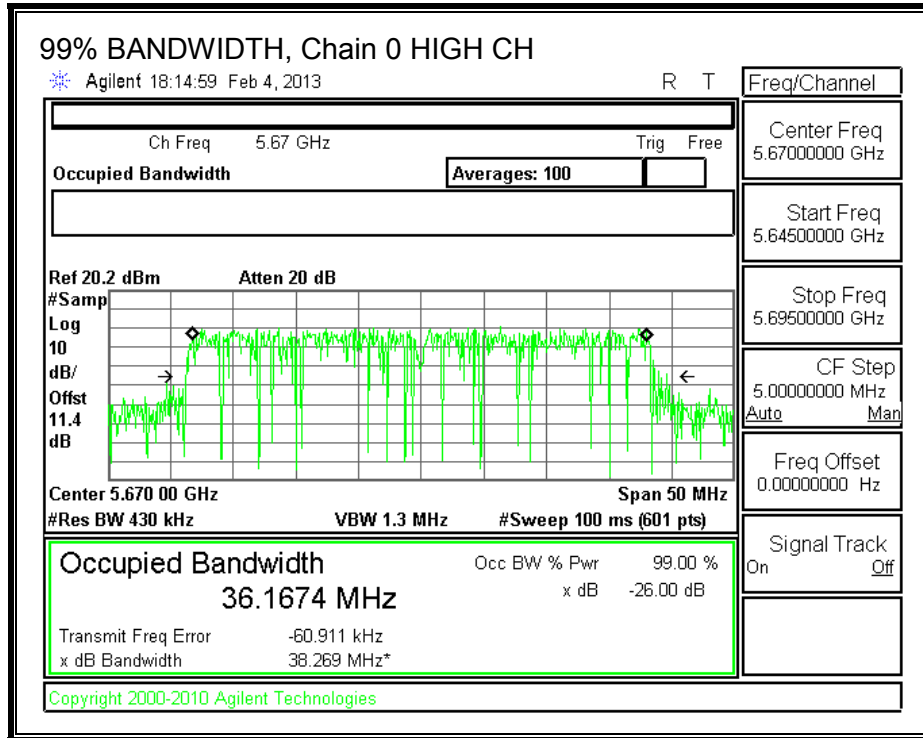 99% BANDWIDTH, Chain 0 HIGH CH
Agilent 18:14:59 Feb 4, 2013 R T
Freq/Channel
Ch Freq 5.67 GHz Trig Free
Occupied Bandwidth Averages: 100
Center Freq
5.67000000 GHz
Start Freq
5.64500000 GHz
Stop Freq
5.69500000 GHz
CF Step
5.00000000 MHz
Auto Man
Freq Offset
0.00000000 Hz
Signal Track
On Off
Ref 20.2 dBm Atten 20 dB
#Samp
Log
10
dB/
Offst
11.4
dB
Center 5.670 00 GHz Span 50 MHz
#Res BW 430 kHz VBW 1.3 MHz #Sweep 100 ms (601 pts)
Occupied Bandwidth Occ BW % Pwr 99.00 %
36.1674 MHz x dB -26.00 dB
Transmit Freq Error -60.911 kHz
x dB Bandwidth 38.269 MHz*
Copyright 2000-2010 Agilent Technologies